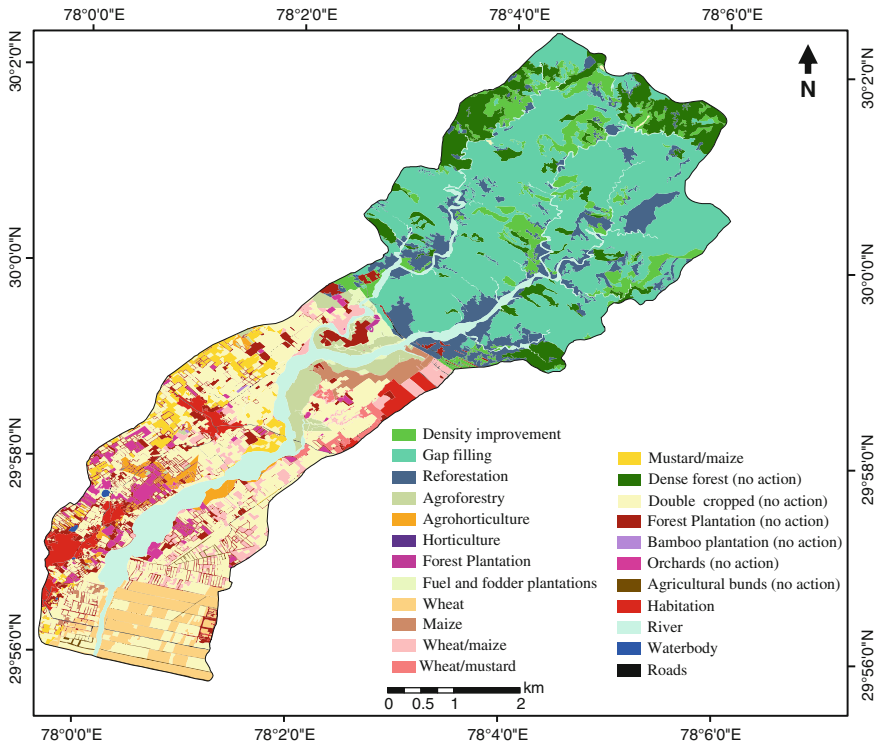 78°0'0"E 78°2'0"E 78°4'0"E 78°6'0"E
30°2'0"N
30°2'0"N
N
30°0'0"N
30°0'0"N
29°58'0"N
29°58'0"N
29°56'0"N
29°56'0"N
Density improvement
Gap filling
Reforestation
Agroforestry
Agrohorticulture
Horticulture
Forest Plantation
Fuel and fodder plantations
Wheat
Maize
Wheat/maize
Wheat/mustard
Mustard/maize
Dense forest (no action)
Double cropped (no action)
Forest Plantation (no action)
Bamboo plantation (no action)
Orchards (no action)
Agricultural bunds (no action)
Habitation
River
Waterbody
Roads
km
0 0.5 1 2
78°0'0"E 78°2'0"E 78°4'0"E 78°6'0"E